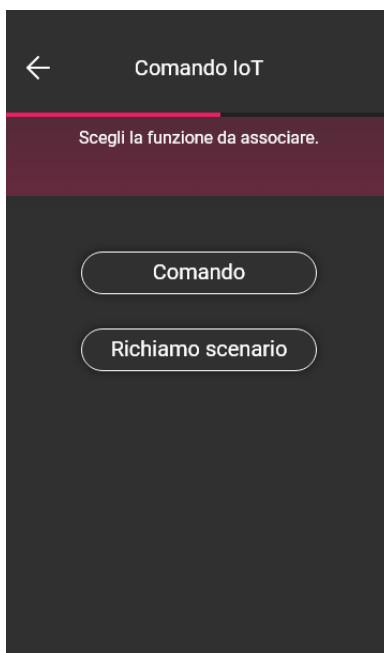 Comando IoT
Scegli la funzione da associare.
Comando
Richiamo scenario